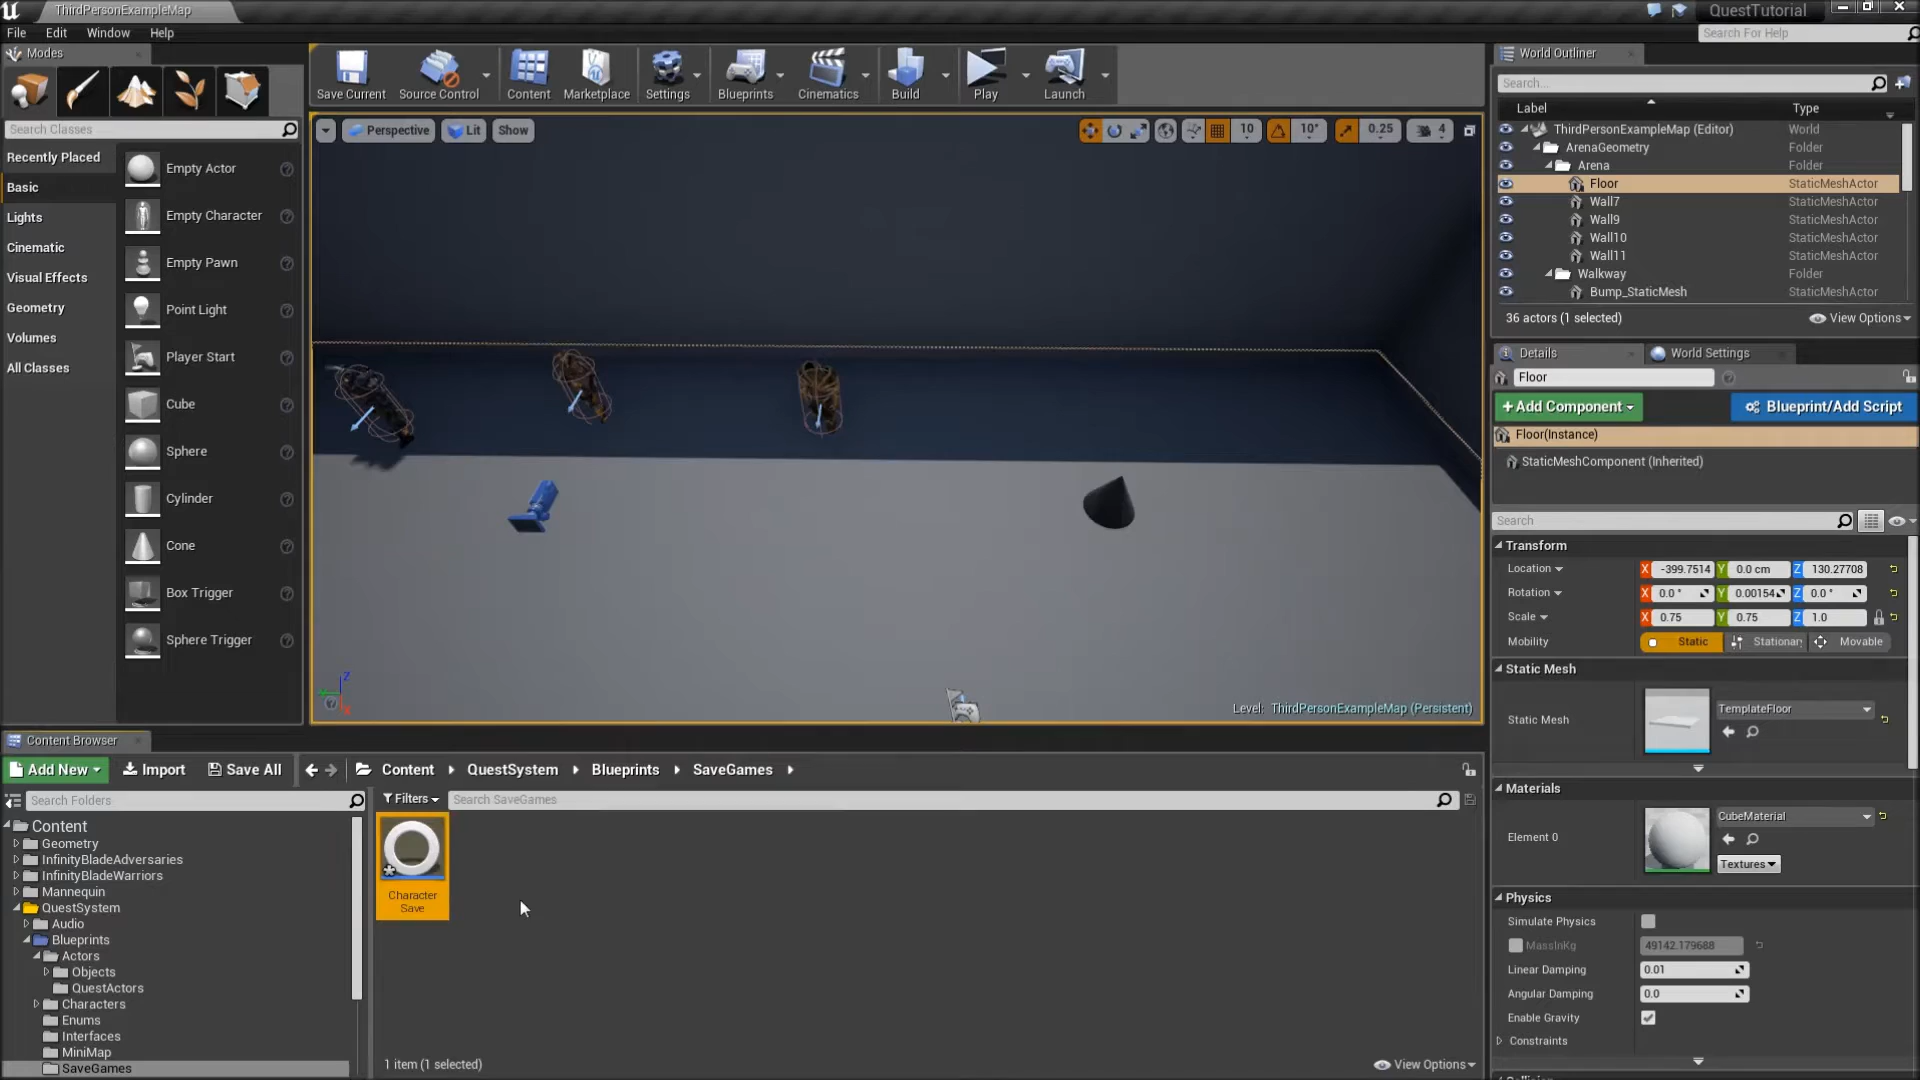 ThirdPersonExampleMap
QuestTutorial
File Edit Window Help
Search For Help
Modes
Save Current
Source Control
Content
Marketplace
Settings
Blueprints
Cinematics
Build
Play
Launch
Search Classes
Recently Placed
Basic
Lights
Cinematic
Visual Effects
Geometry
Volumes
All Classes
Empty Actor
Empty Character
Empty Pawn
Point Light
Player Start
Cube
Sphere
Cylinder
Cone
Box Trigger
Sphere Trigger
Perspective Lit Show
10 10° 0.25 4
Level: ThirdPersonExampleMap (Persistent)
World Outliner
Search...
Label Type
ThirdPersonExampleMap (Editor) World
ArenaGeometry Folder
Arena Folder
Floor StaticMeshActor
Wall7 StaticMeshActor
Wall9 StaticMeshActor
Wall10 StaticMeshActor
Wall11 StaticMeshActor
Walkway Folder
Bump_StaticMesh StaticMeshActor
36 actors (1 selected) View Options
Details World Settings
Floor
+Add Component Blueprint/Add Script
Floor(Instance)
StaticMeshComponent (Inherited)
Search
Transform
Location X -399.7514 Y 0.0 cm Z 130.27708
Rotation X 0.0 ° Y 0.00154 Z 0.0 °
Scale X 0.75 Y 0.75 Z 1.0
Mobility Static Stationar Movable
Static Mesh
Static Mesh TemplateFloor
Materials
Element 0 CubeMaterial
Textures
Physics
Simulate Physics
MassInKg 49142.179688
Linear Damping 0.01
Angular Damping 0.0
Enable Gravity
Constraints
Content Browser
Add New Import Save All Content QuestSystem Blueprints SaveGames
Search Folders
Filters Search SaveGames
Content
Geometry
InfinityBladeAdversaries
InfinityBladeWarriors
Mannequin
QuestSystem
Audio
Blueprints
Actors
Objects
QuestActors
Characters
Enums
Interfaces
MiniMap
SaveGames
Character
Save
1 item (1 selected) View Options